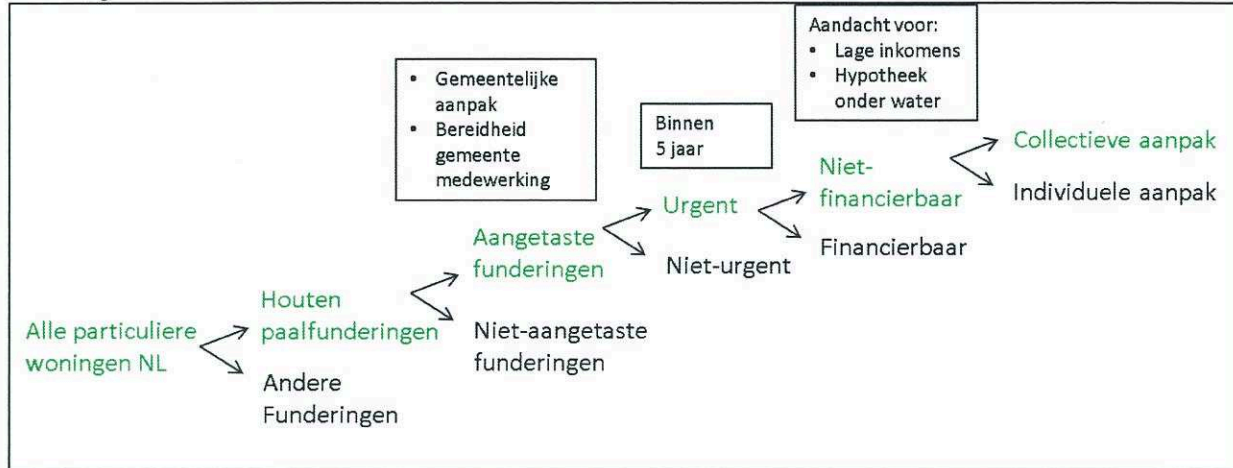 Aandacht voor:
• Lage inkomens
• Hypotheek
onder water
• Gemeentelijke
aanpak
• Bereidheid
gemeente
medewerking
Binnen
5 jaar
Collectieve aanpak
Individuele aanpak
Niet-
financierbaar
Financierbaar
Urgent
Niet-urgent
Aangetaste
funderingen
Niet-aangetaste
funderingen
Houten
paalfunderingen
Andere
Funderingen
Alle particuliere
woningen NL